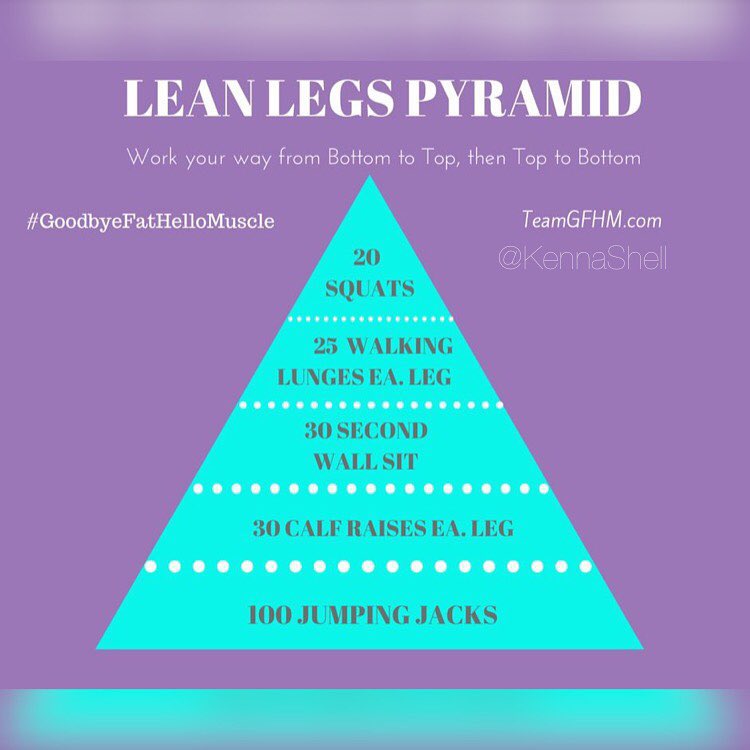 LEAN LEGS PYRAMID
Work your way from Bottom to Top, then Top to Bottom
#GoodbyeFatHelloMuscle
TeamGFHM.com
@KennaShell
20
SQUATS
25 WALKING
LUNGES EA. LEG
30 SECOND
WALL SIT
30 CALF RAISES EA. LEG
100 JUMPING JACKS